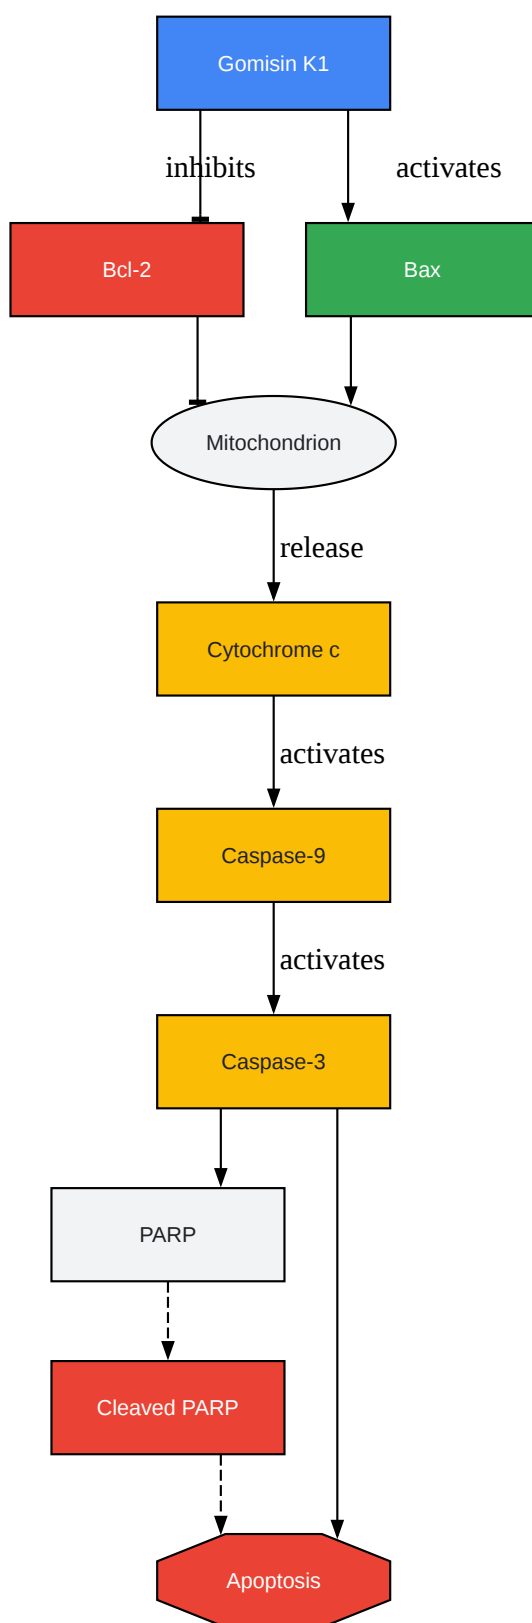 Gomisin K1
inhibits
activates
Bcl-2
Bax
Mitochondrion
release
Cytochrome c
activates
Caspase-9
activates
Caspase-3
PARP
Cleaved PARP
Apoptosis